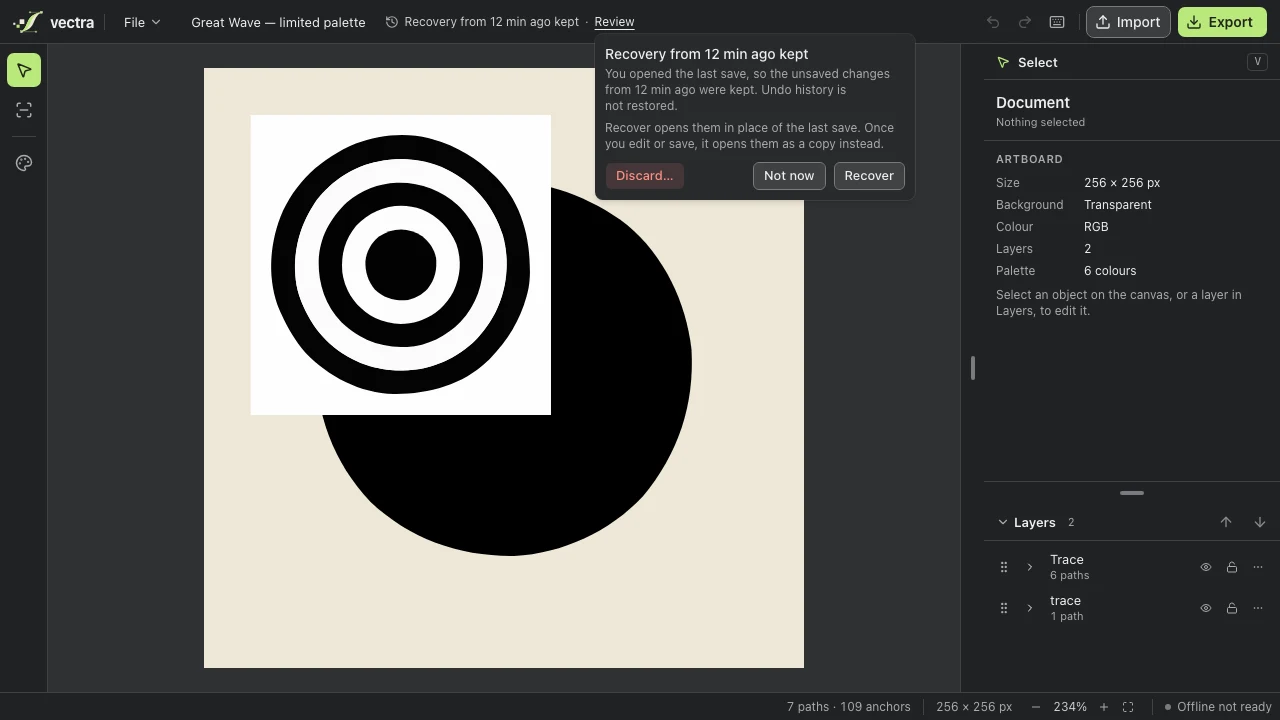 vectra
File
Great Wave — limited palette
Recovery from 12 min ago kept · Review
Import
Export
Recovery from 12 min ago kept
You opened the last save, so the unsaved changes
from 12 min ago were kept. Undo history is
not restored.
Recover opens them in place of the last save. Once
you edit or save, it opens them as a copy instead.
Discard...
Not now
Recover
Select
V
Document
Nothing selected
ARTBOARD
Size 256 × 256 px
Background Transparent
Colour RGB
Layers 2
Palette 6 colours
Select an object on the canvas, or a layer in
Layers, to edit it.
Layers 2
Trace
6 paths
trace
1 path
7 paths · 109 anchors
256 × 256 px
234%
Offline not ready